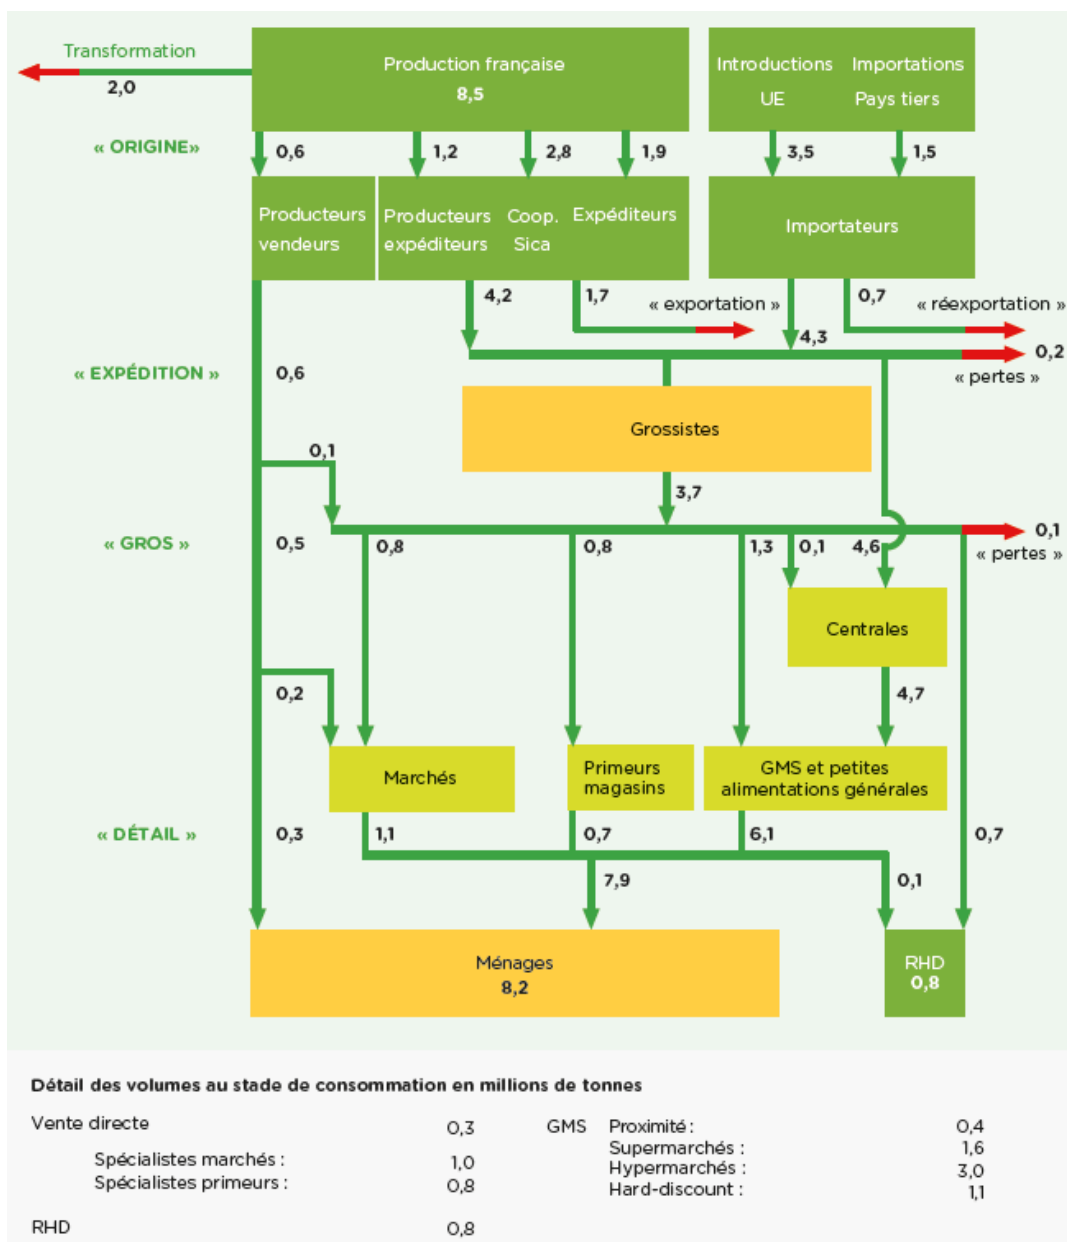 Transformation
2,0
Production française
8,5
Introductions UE
Importations Pays tiers
« ORIGINE»
0,6
1,2
2,8
1,9
3,5
1,5
Producteurs
vendeurs
Producteurs
expéditeurs
Coop.
Sica
Expéditeurs
Importateurs
4,2
1,7
« exportation »
0,7
« réexportation »
4,3
0,2
« pertes »
« EXPÉDITION »
0,6
Grossistes
0,1
3,7
« GROS »
0,5
0,8
0,8
1,3
0,1
4,6
0,1
« pertes »
Centrales
0,2
4,7
Marchés
Primeurs
magasins
GMS et petites
alimentations générales
« DÉTAIL »
0,3
1,1
0,7
6,1
0,7
7,9
0,1
Ménages
8,2
RHD
0,8
Détail des volumes au stade de consommation en millions de tonnes
Vente directe 0,3
Spécialistes marchés : 1,0
Spécialistes primeurs : 0,8
RHD 0,8
GMS Proximité : 0,4
Supermarchés : 1,6
Hypermarchés : 3,0
Hard-discount : 1,1